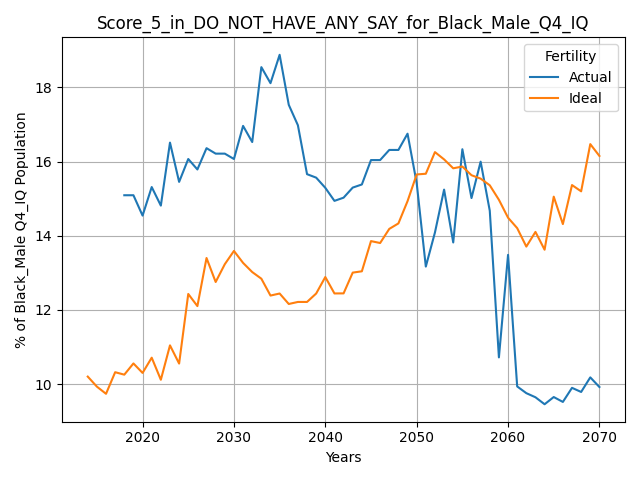 Score_5_in_DO_NOT_HAVE_ANY_SAY_for_Black_Male_Q4_IQ
Fertility
Actual
Ideal
% of Black_Male Q4_IQ Population
18
16
14
12
10
2020 2030 2040 2050 2060 2070
Years